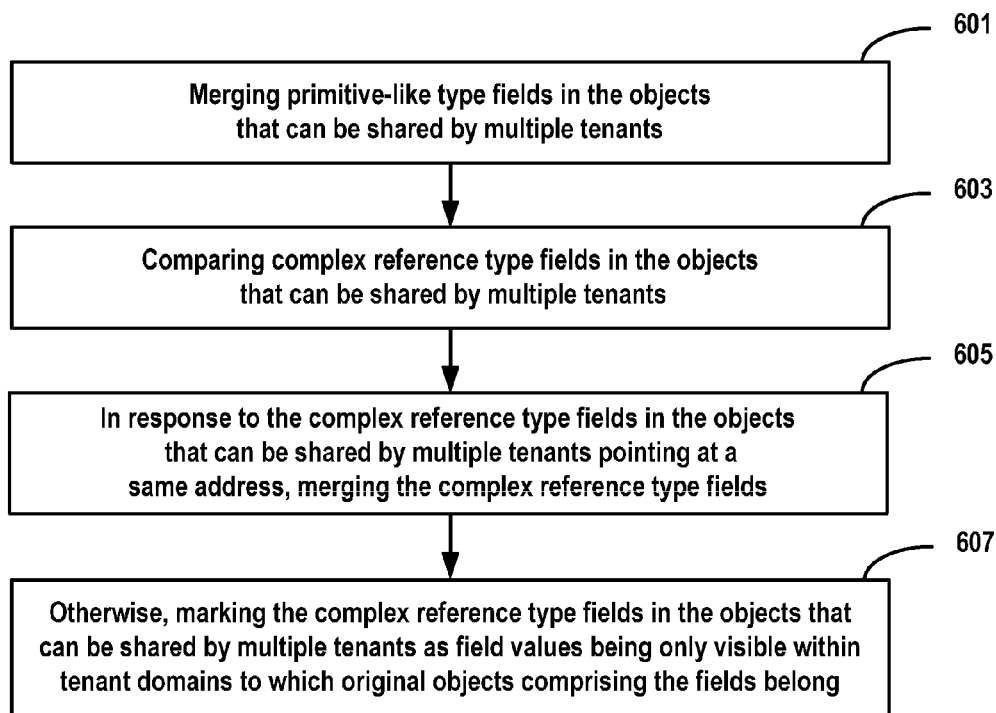 601
Merging primitive-like type fields in the objects
that can be shared by multiple tenants
603
Comparing complex reference type fields in the objects
that can be shared by multiple tenants
605
In response to the complex reference type fields in the objects
that can be shared by multiple tenants pointing at a
same address, merging the complex reference type fields
607
Otherwise, marking the complex reference type fields in the objects that
can be shared by multiple tenants as field values being only visible within
tenant domains to which original objects comprising the fields belong